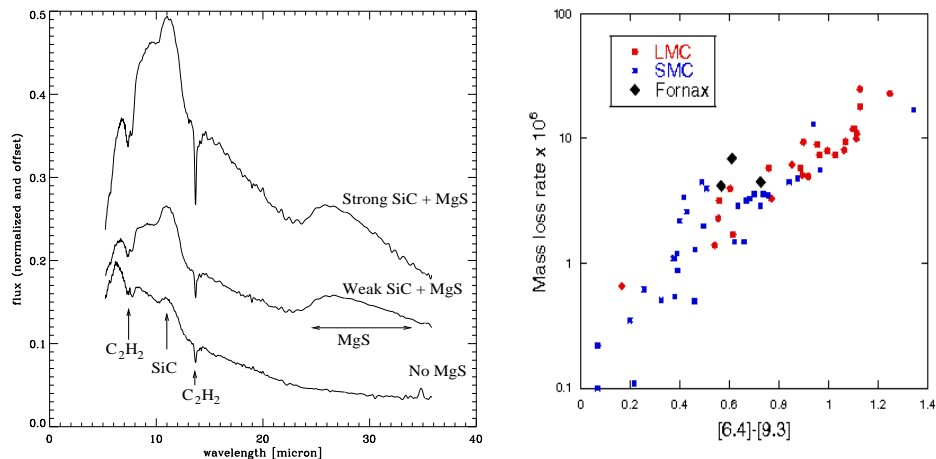 0.5
0.4
0.3
0.2
0.1
0.0
flux (normalized and offset)
Strong SiC + MgS
Weak SiC + MgS
MgS
C₂H₂
SiC
C₂H₂
No MgS
0 10 20 30 40
wavelength [micron]
100
10
1
0.1
Mass loss rate x 10⁶
LMC
SMC
Fornax
0 0.2 0.4 0.6 0.8 1 1.2 1.4
[6.4]-[9.3]